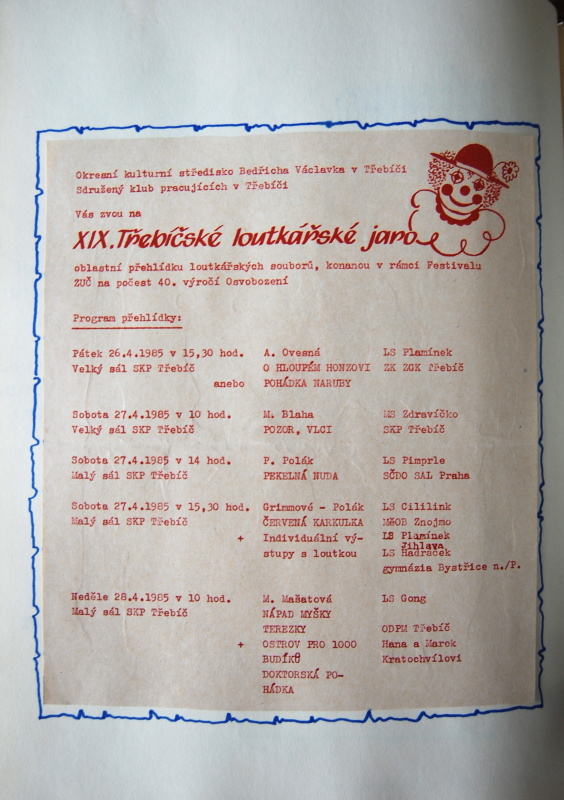 Okresní kulturní středisko Bedřicha Václavka v Třebíči
Sdružený klub pracujících v Třebíči
Vás zvou na
XIX. Třebíčské loutkářské jaro
oblastní přehlídku loutkářských souborů, konanou v rámci Festivalu
ZUČ na počest 40. výročí Osvobození
Program přehlídky:
Pátek 26.4.1985 v 15,30 hod. A. Ovesná LS Plamínek
Velký sál SKP Třebíč O HLOUPÉM HONZOVI ZK ZGK Třebíč
anebo POHÁDKA NARUBY
Sobota 27.4.1985 v 10 hod. M. Blaha MS Zdravíčko
Velký sál SKP Třebíč POZOR, VLCI SKP Třebíč
Sobota 27.4.1985 v 14 hod. P. Polák LS Pimprle
Malý sál SKP Třebíč PEKELNÁ NUDA SČDO SAL Praha
Sobota 27.4.1985 v 15,30 hod. Grimmové - Polák LS Cililink
Malý sál SKP Třebíč ČERVENÁ KARKULKA MěOB Znojmo
+ Individuální vý- LS Plamínek
Jihlava
stupy s loutkou LS Hadráček
gymnázia Bystřice n./P.
Neděle 28.4.1985 v 10 hod. M. Mašatová LS Gong
Malý sál SKP Třebíč NÁPAD MYŠKY
TEREZKY ODPM Třebíč
+ OSTROV PRO 1000 Hana a Marek
BUDÍKŮ Kratochvílovi
DOKTORSKÁ PO-
HÁDKA